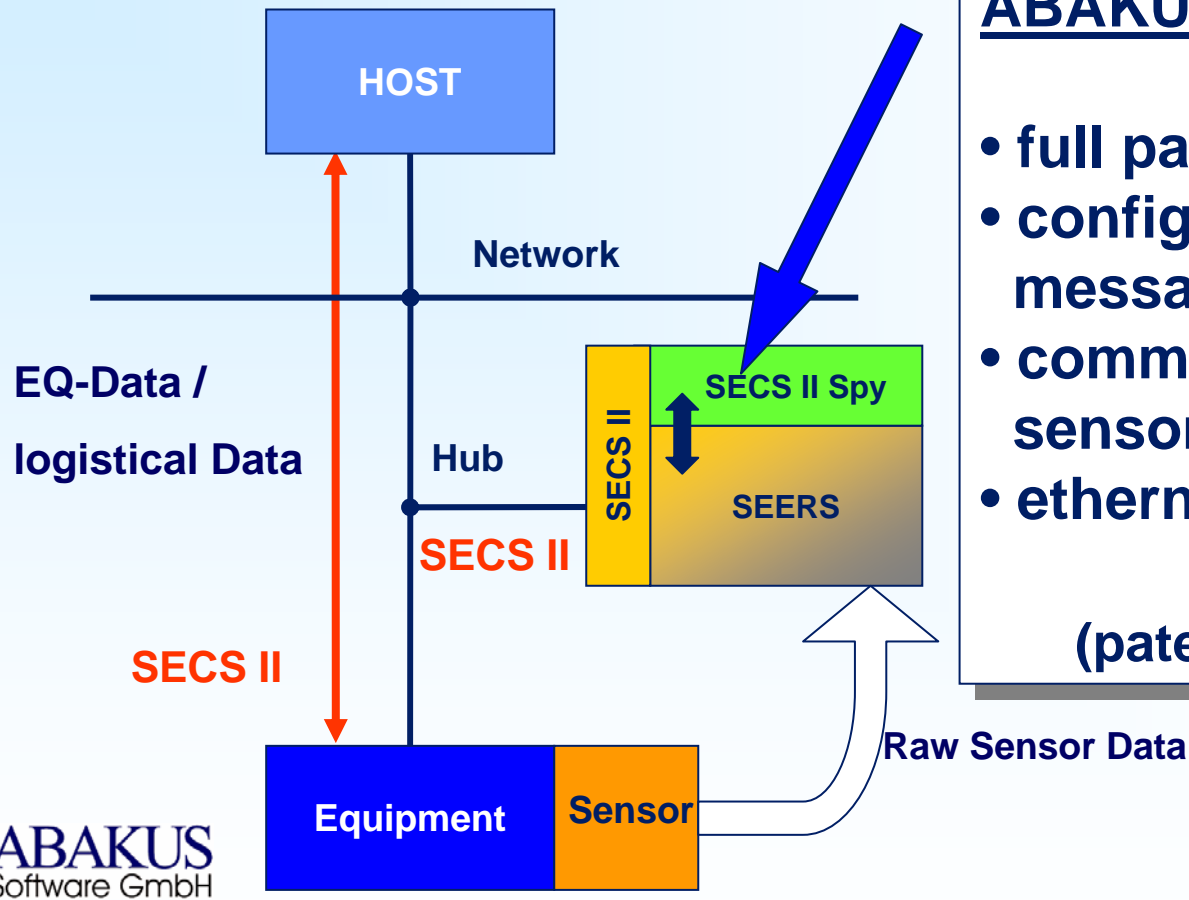 HOST
Network
EQ-Data /
logistical Data
Hub
SECS II
SECS II
SECS II Spy
SEERS
SECS II
Equipment
Sensor
Raw Sensor Data
ABAKUS
Software GmbH
ABAKU
• full pa
• config
messa
• comm
sensor
• ethern
(pate